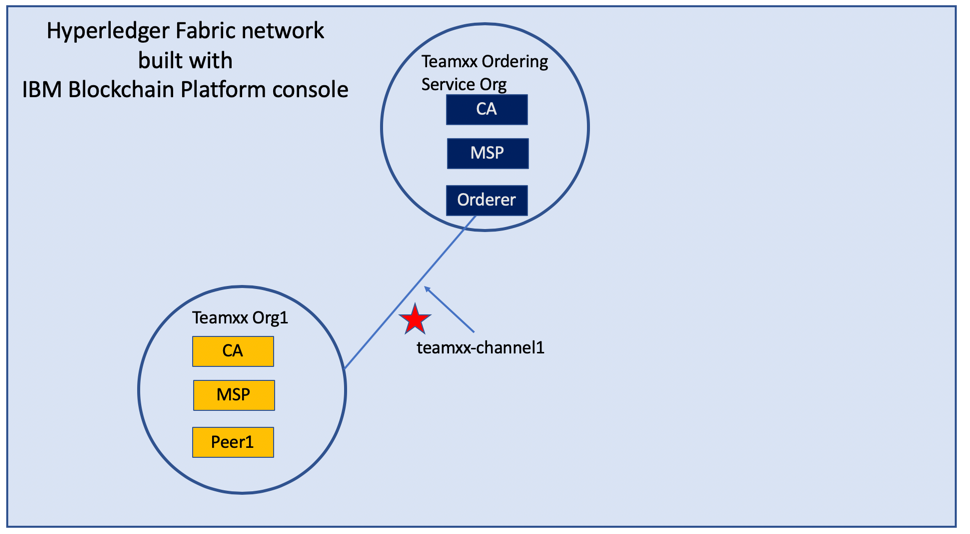 Hyperledger Fabric network
built with
IBM Blockchain Platform console
Teamxx Ordering
Service Org
CA
MSP
Orderer
teamxx-channel1
Teamxx Org1
CA
MSP
Peer1